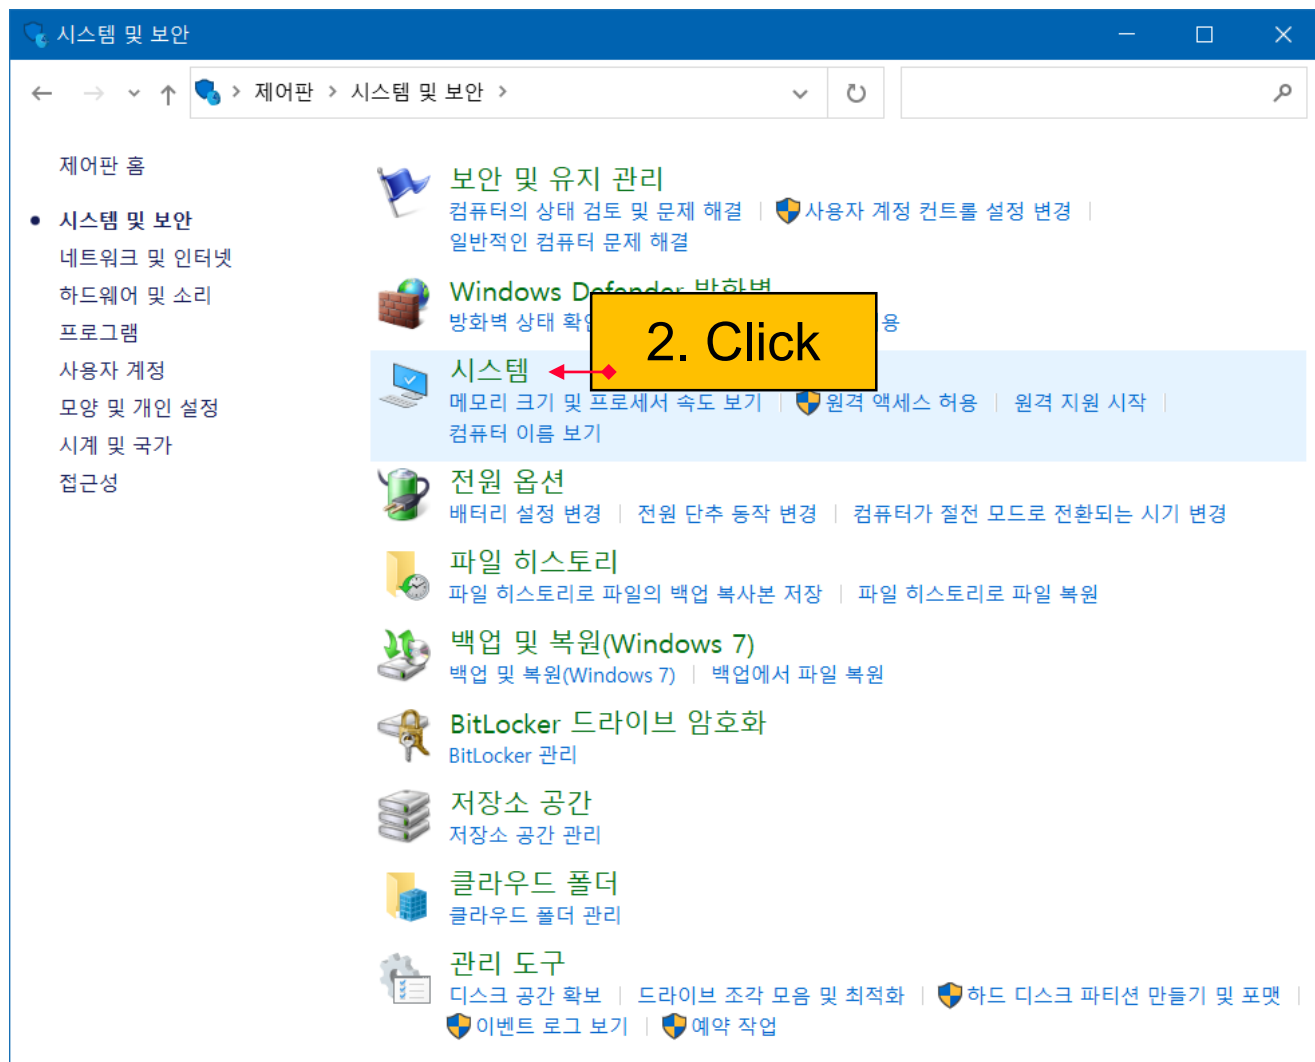 시스템 및 보안
제어판 > 시스템 및 보안 >
제어판 홈
시스템 및 보안
네트워크 및 인터넷
하드웨어 및 소리
프로그램
사용자 계정
모양 및 개인 설정
시계 및 국가
접근성
보안 및 유지 관리
컴퓨터의 상태 검토 및 문제 해결 | 사용자 계정 컨트롤 설정 변경 |
일반적인 컴퓨터 문제 해결
Windows Defender 방화벽
방화벽 상태 확인 용
2. Click
시스템
메모리 크기 및 프로세서 속도 보기 | 원격 액세스 허용 | 원격 지원 시작 |
컴퓨터 이름 보기
전원 옵션
배터리 설정 변경 | 전원 단추 동작 변경 | 컴퓨터가 절전 모드로 전환되는 시기 변경
파일 히스토리
파일 히스토리로 파일의 백업 복사본 저장 | 파일 히스토리로 파일 복원
백업 및 복원(Windows 7)
백업 및 복원(Windows 7) | 백업에서 파일 복원
BitLocker 드라이브 암호화
BitLocker 관리
저장소 공간
저장소 공간 관리
클라우드 폴더
클라우드 폴더 관리
관리 도구
디스크 공간 확보 | 드라이브 조각 모음 및 최적화 | 하드 디스크 파티션 만들기 및 포맷 |
이벤트 로그 보기 | 예약 작업